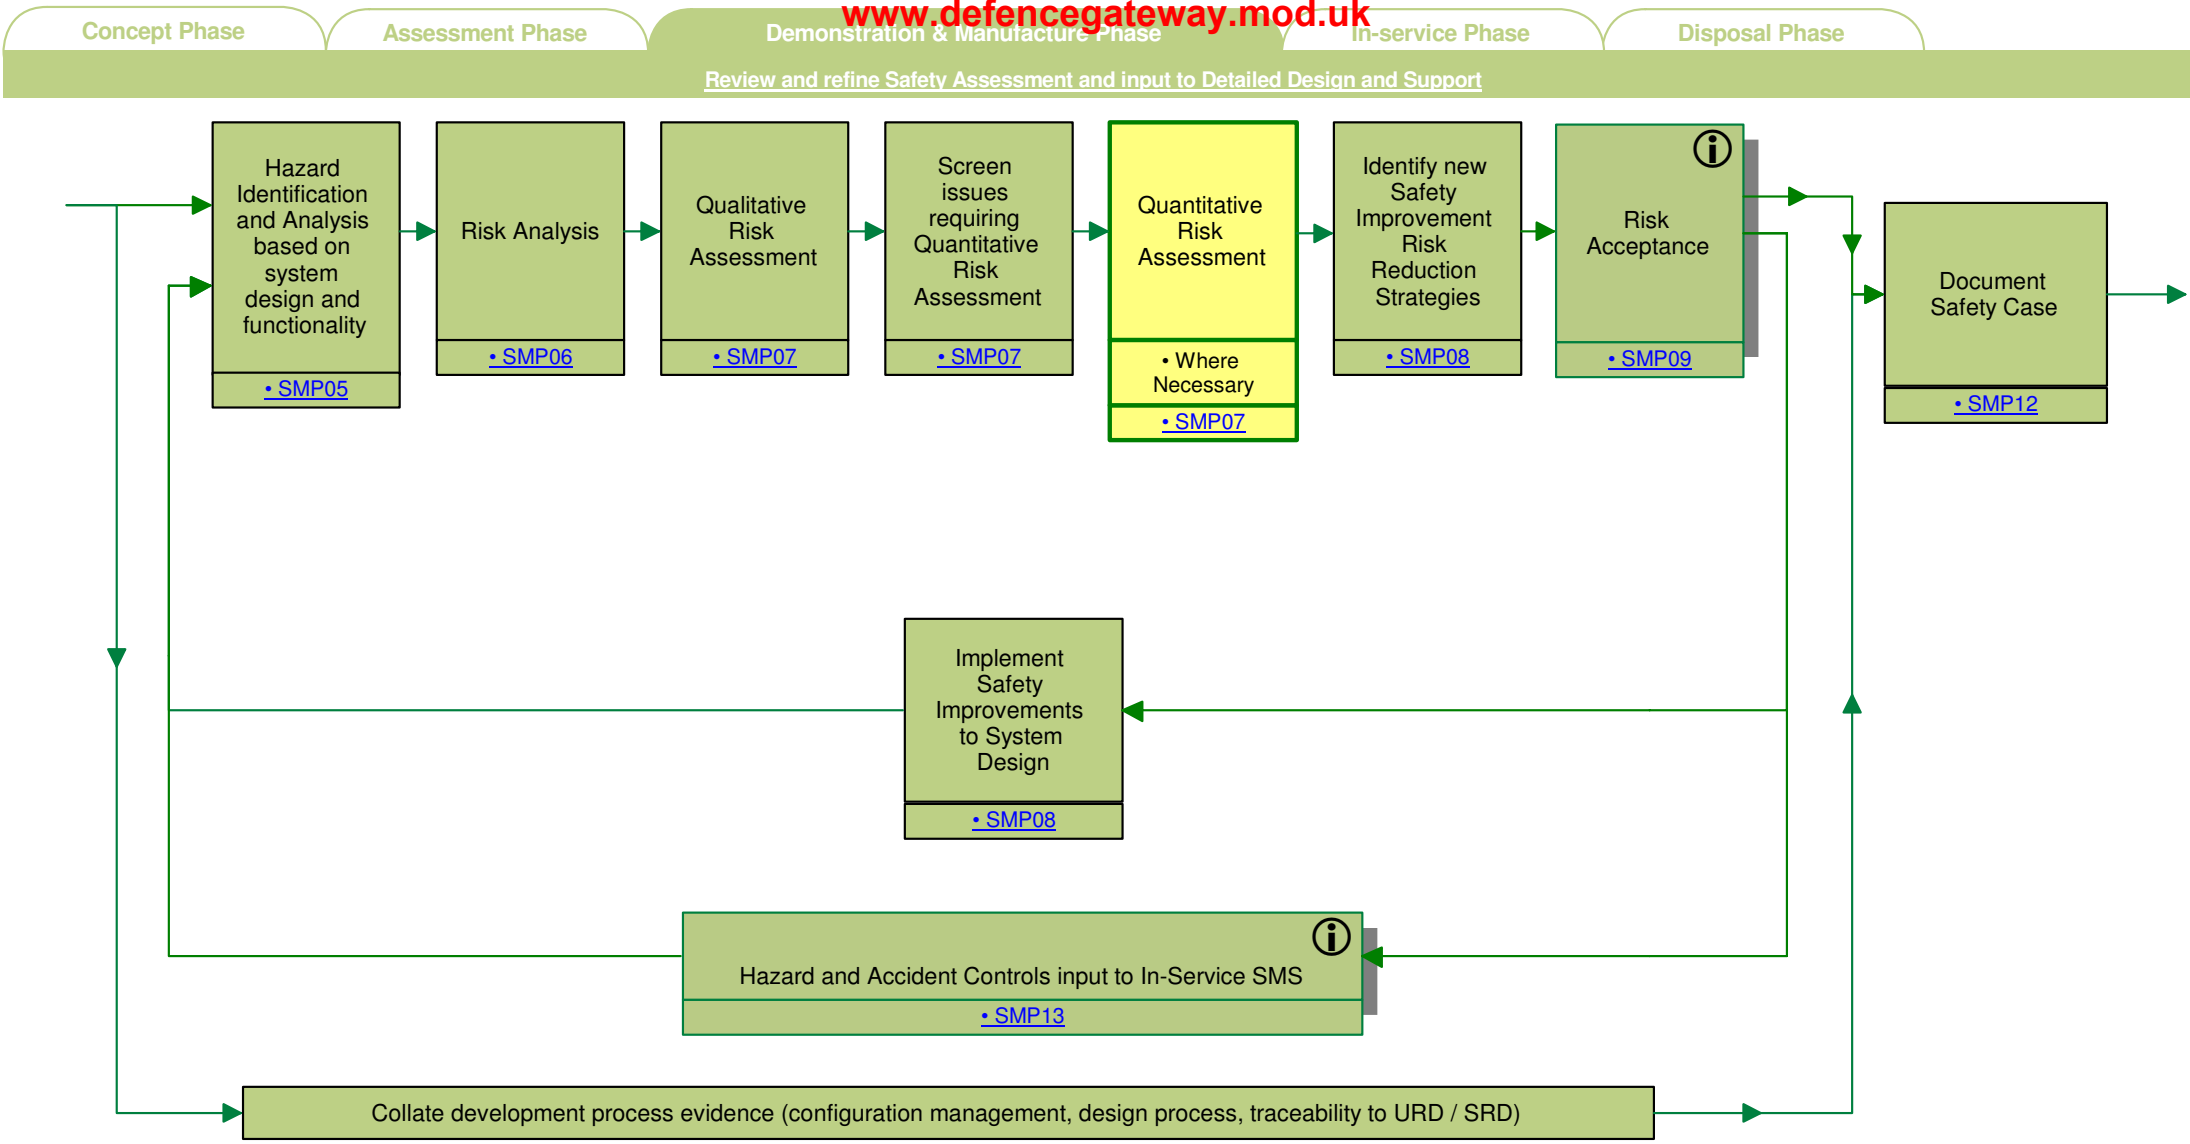 www.defencegateway.mod.uk
Concept Phase
Assessment Phase
Demonstration & Manufacture Phase
In-service Phase
Disposal Phase
Review and refine Safety Assessment and input to Detailed Design and Support
Hazard
Identification
and Analysis
based on
system
design and
functionality
• SMP05
Risk Analysis
• SMP06
Qualitative
Risk
Assessment
• SMP07
Screen
issues
requiring
Quantitative
Risk
Assessment
• SMP07
Quantitative
Risk
Assessment
• Where
Necessary
• SMP07
Identify new
Safety
Improvement
Risk
Reduction
Strategies
• SMP08
Risk
Acceptance
• SMP09
Document
Safety Case
• SMP12
Implement
Safety
Improvements
to System
Design
• SMP08
Hazard and Accident Controls input to In-Service SMS
• SMP13
Collate development process evidence (configuration management, design process, traceability to URD / SRD)